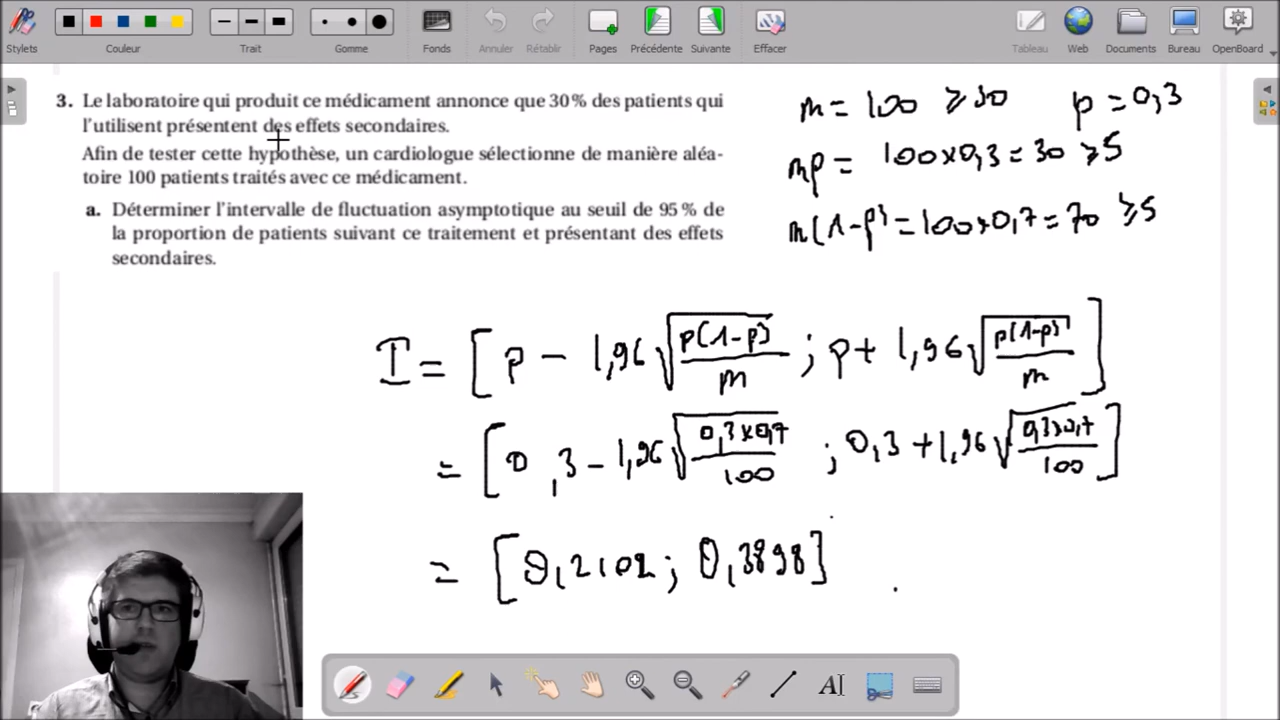 Stylets
Couleur
Trait
Gomme
Fonds
Annuler
Rétablir
Pages
Précédente
Suivante
Effacer
Tableau
Web
Documents
Bureau
OpenBoard
3. Le laboratoire qui produit ce médicament annonce que 30 % des patients qui
l'utilisent présentent des effets secondaires.
Afin de tester cette hypothèse, un cardiologue sélectionne de manière aléa-
toire 100 patients traités avec ce médicament.
a. Déterminer l'intervalle de fluctuation asymptotique au seuil de 95 % de
la proportion de patients suivant ce traitement et présentant des effets
secondaires.
n = 100 ≥ 30 p = 0,3
np = 100×0,3 = 30 ≥ 5
n(1-p) = 100×0,7 = 70 ≥ 5
I = [p - 1,96√(p(1-p)/n) ; p + 1,96√(p(1-p)/n)]
= [0,3 - 1,96√(0,3×0,7/100) ; 0,3 + 1,96√(0,3×0,7/100)]
= [0,2102 ; 0,3898]
AI